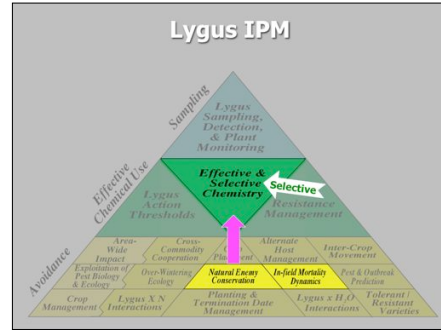 Lygus IPM
Sampling
Lygus
Sampling,
Detection,
& Plant
Monitoring
Effective
Chemical Use
Lygus
Action
Thresholds
Effective &
Selective
Chemistry
Selective
Resistance
Management
Avoidance
Area-
Wide
Impact
Cross-
Commodity
Cooperation
Alternate
Host
Management
Inter-Crop
Movement
Exploitation of
Pest Biology
& Ecology
Over-Wintering
Ecology
Natural Enemy
Conservation
In-field Mortality
Dynamics
Pest & Outbreak
Prediction
Crop
Management
Lygus X N
Interactions
Planting &
Termination Date
Management
Lygus x H2O
Interactions
Tolerant /
Resistant
Varieties